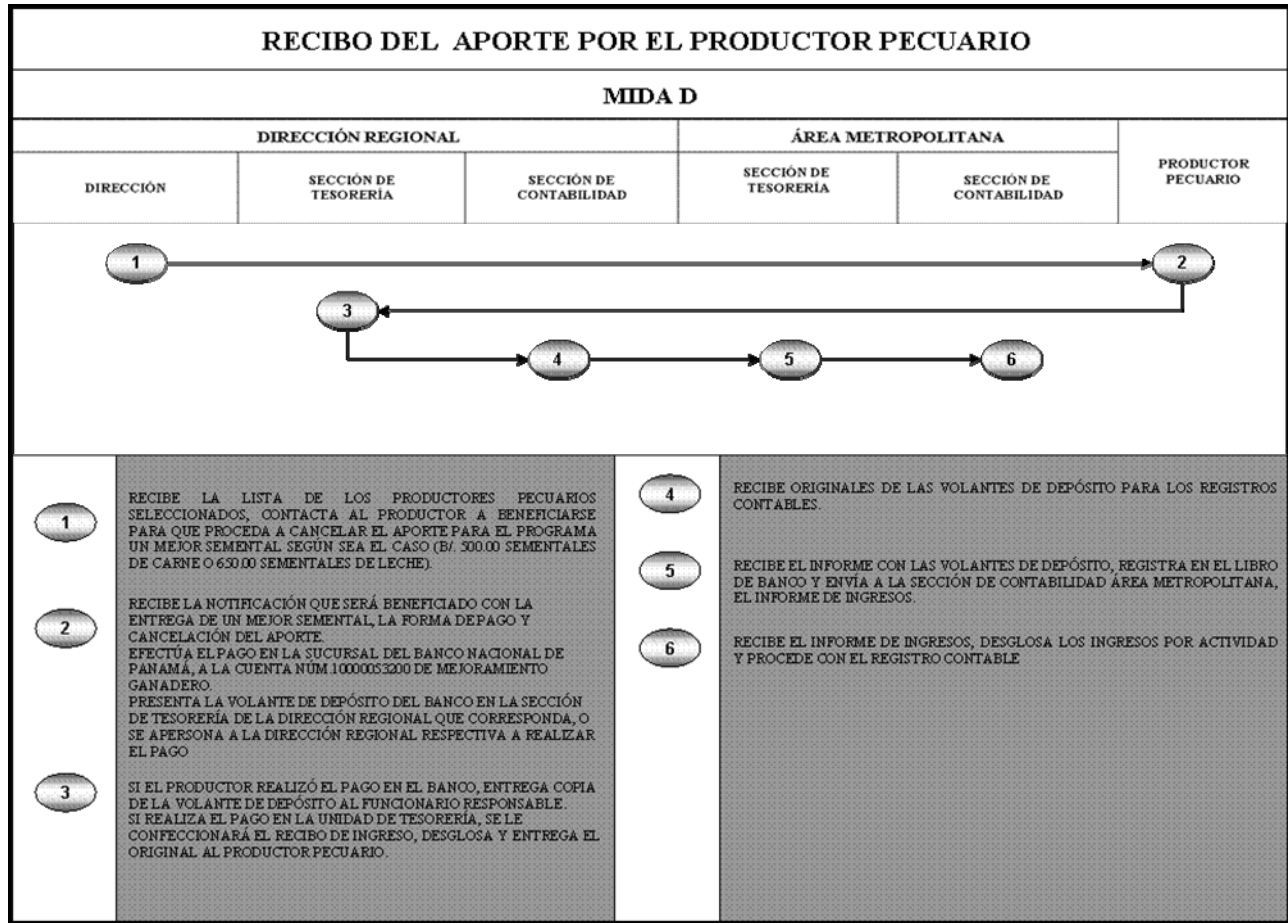 RECIBO DEL APORTE POR EL PRODUCTOR PECUARIO
MIDA D
DIRECCIÓN REGIONAL
ÁREA METROPOLITANA
PRODUCTOR
PECUARIO
DIRECCIÓN
SECCIÓN DE
TESORERÍA
SECCIÓN DE
CONTABILIDAD
SECCIÓN DE
TESORERÍA
SECCIÓN DE
CONTABILIDAD
1
2
3
4
5
6
1
RECIBE LA LISTA DE LOS PRODUCTORES PECUARIOS
SELECCIONADOS, CONTACTA AL PRODUCTOR A BENEFICIARSE
PARA QUE PROCEDA A CANCELAR EL APORTE PARA EL PROGRAMA
UN MEJOR SEMENTAL SEGÚN SEA EL CASO (B/. 500.00 SEMENTALES
DE CARNE O 650.00 SEMENTALES DE LECHE).
2
RECIBE LA NOTIFICACIÓN QUE SERÁ BENEFICIADO CON LA
ENTREGA DE UN MEJOR SEMENTAL, LA FORMA DE PAGO Y
CANCELACIÓN DEL APORTE.
EFECTÚA EL PAGO EN LA SUCURSAL DEL BANCO NACIONAL DE
PANAMÁ, A LA CUENTA NÚM.10000053200 DE MEJORAMIENTO
GANADERO.
PRESENTA LA VOLANTE DE DEPÓSITO DEL BANCO EN LA SECCIÓN
DE TESORERÍA DE LA DIRECCIÓN REGIONAL QUE CORRESPONDA, O
SE APERSONA A LA DIRECCIÓN REGIONAL RESPECTIVA A REALIZAR
EL PAGO
3
SI EL PRODUCTOR REALIZÓ EL PAGO EN EL BANCO, ENTREGA COPIA
DE LA VOLANTE DE DEPÓSITO AL FUNCIONARIO RESPONSABLE.
SI REALIZA EL PAGO EN LA UNIDAD DE TESORERÍA, SE LE
CONFECCIONARÁ EL RECIBO DE INGRESO, DESGLOSA Y ENTREGA EL
ORIGINAL AL PRODUCTOR PECUARIO.
4
RECIBE ORIGINALES DE LAS VOLANTES DE DEPÓSITO PARA LOS REGISTROS
CONTABLES.
5
RECIBE EL INFORME CON LAS VOLANTES DE DEPÓSITO, REGISTRA EN EL LIBRO
DE BANCO Y ENVÍA A LA SECCIÓN DE CONTABILIDAD ÁREA METROPOLITANA,
EL INFORME DE INGRESOS.
6
RECIBE EL INFORME DE INGRESOS, DESGLOSA LOS INGRESOS POR ACTIVIDAD
Y PROCEDE CON EL REGISTRO CONTABLE